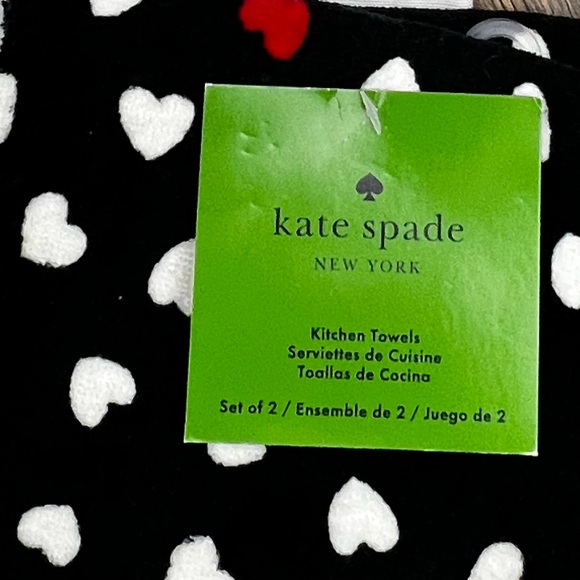 kate spade
NEW YORK
Kitchen Towels
Serviettes de Cuisine
Toallas de Cocina
Set of 2 / Ensemble de 2 / Juego de 2